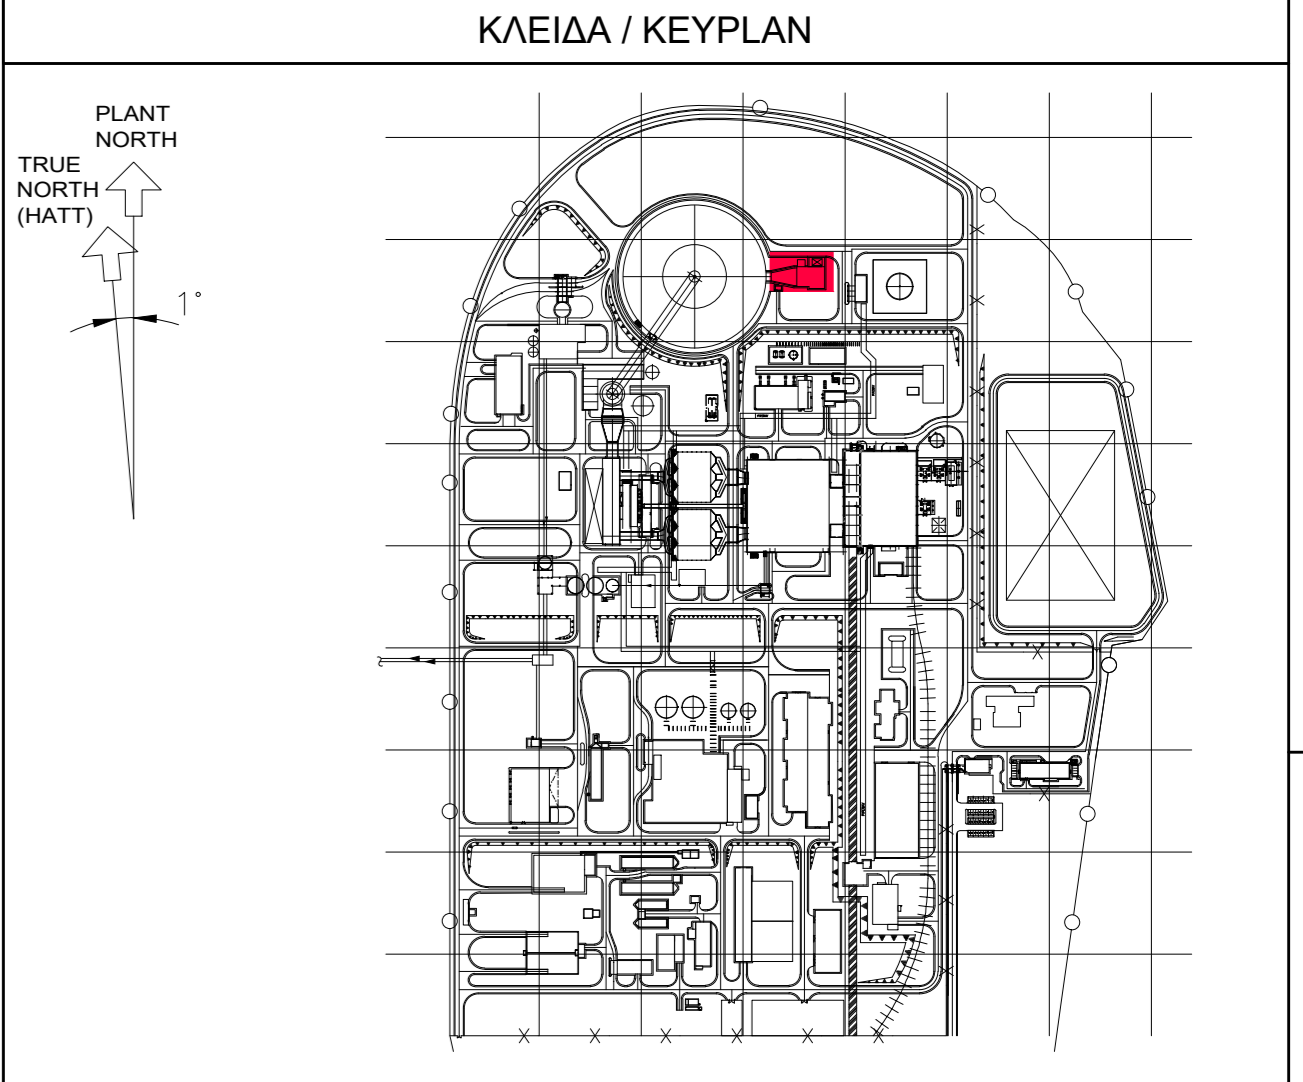 ΚΛΕΙΔΑ / KEYPLAN
PLANT
NORTH
TRUE
NORTH
(HATT)
1°